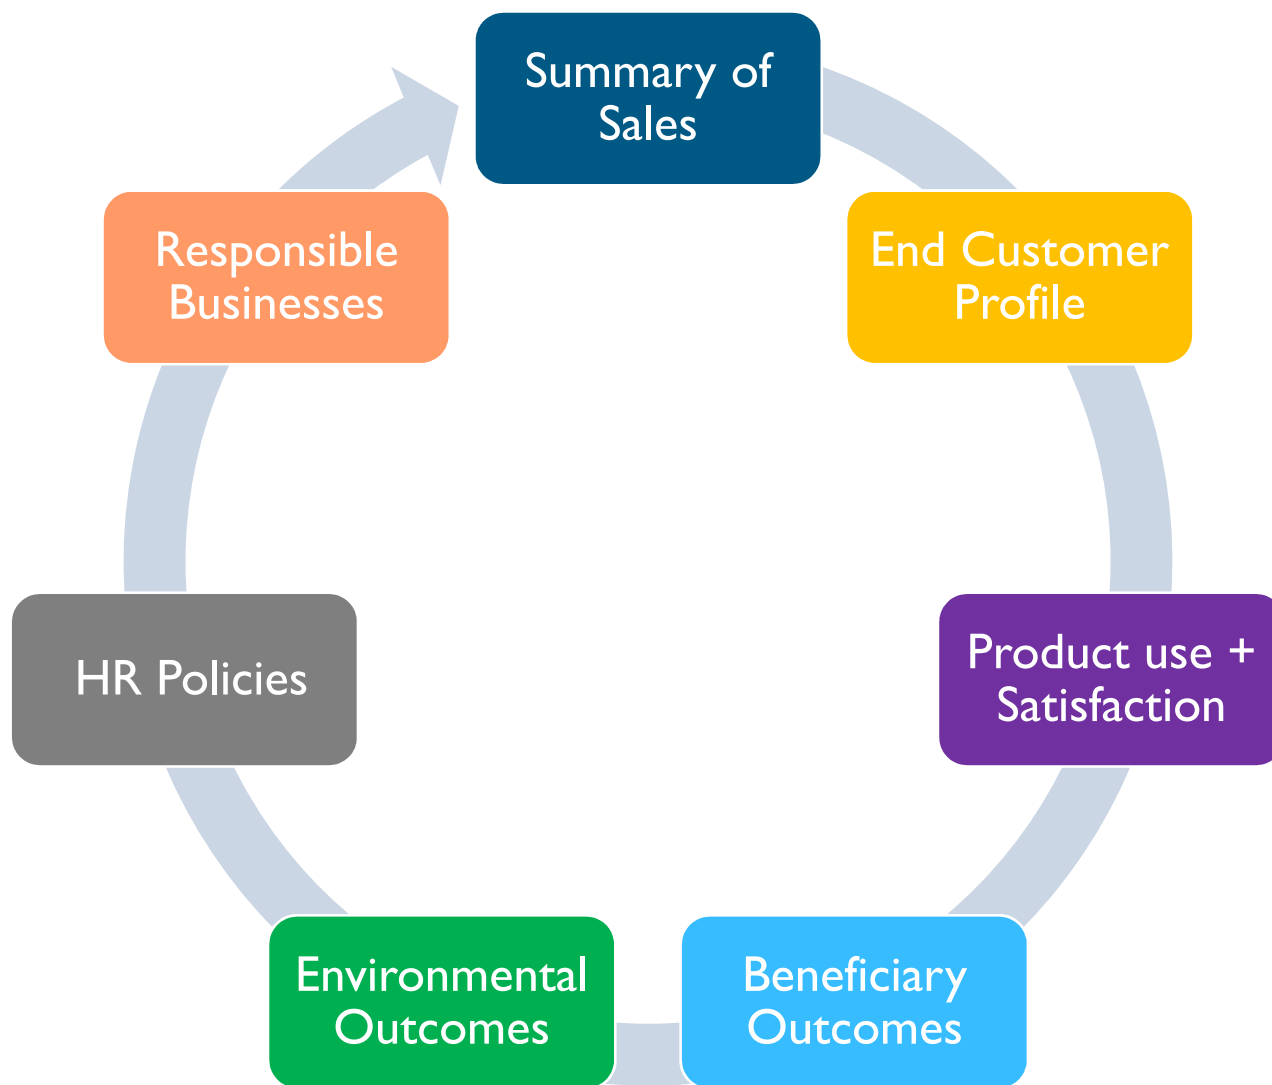 Summary of
Sales
End Customer
Profile
Product use +
Satisfaction
Beneficiary
Outcomes
Environmental
Outcomes
HR Policies
Responsible
Businesses